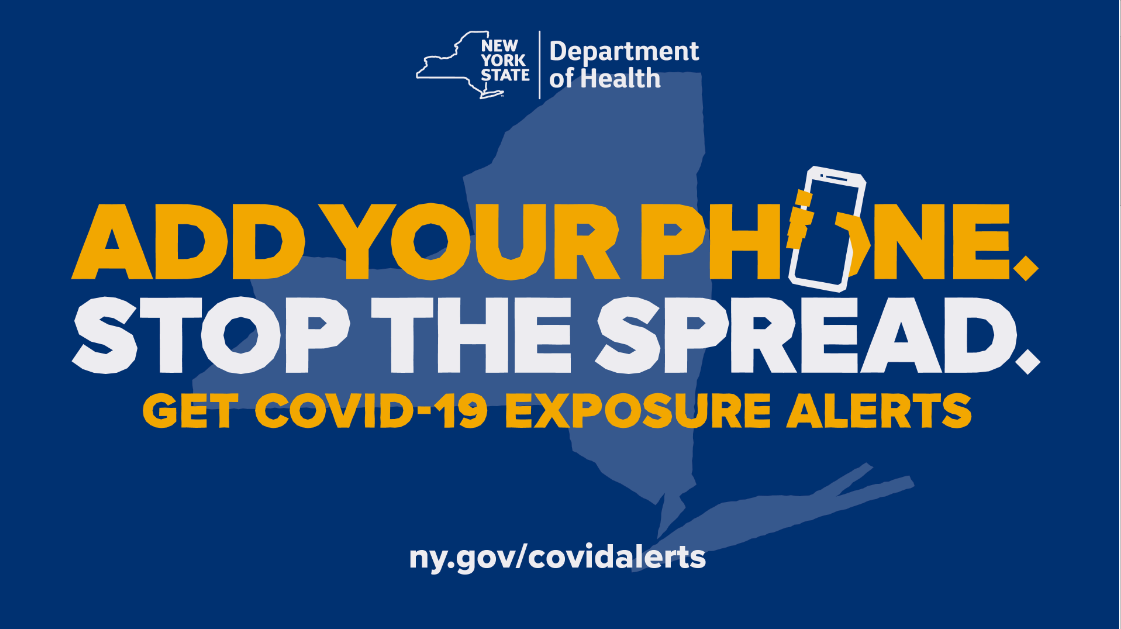 NEW
YORK
STATE
Department
of Health
ADD YOUR PHONE.
STOP THE SPREAD.
GET COVID-19 EXPOSURE ALERTS
ny.gov/covidalerts